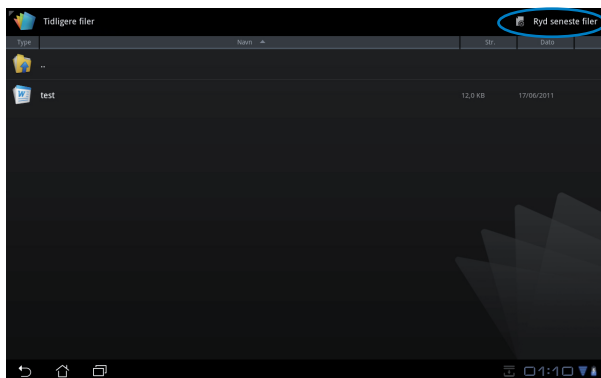 Tidligere filer
Ryd seneste filer
Type Navn Str. Dato
..
test 12,0 KB 17/06/2011
01:10